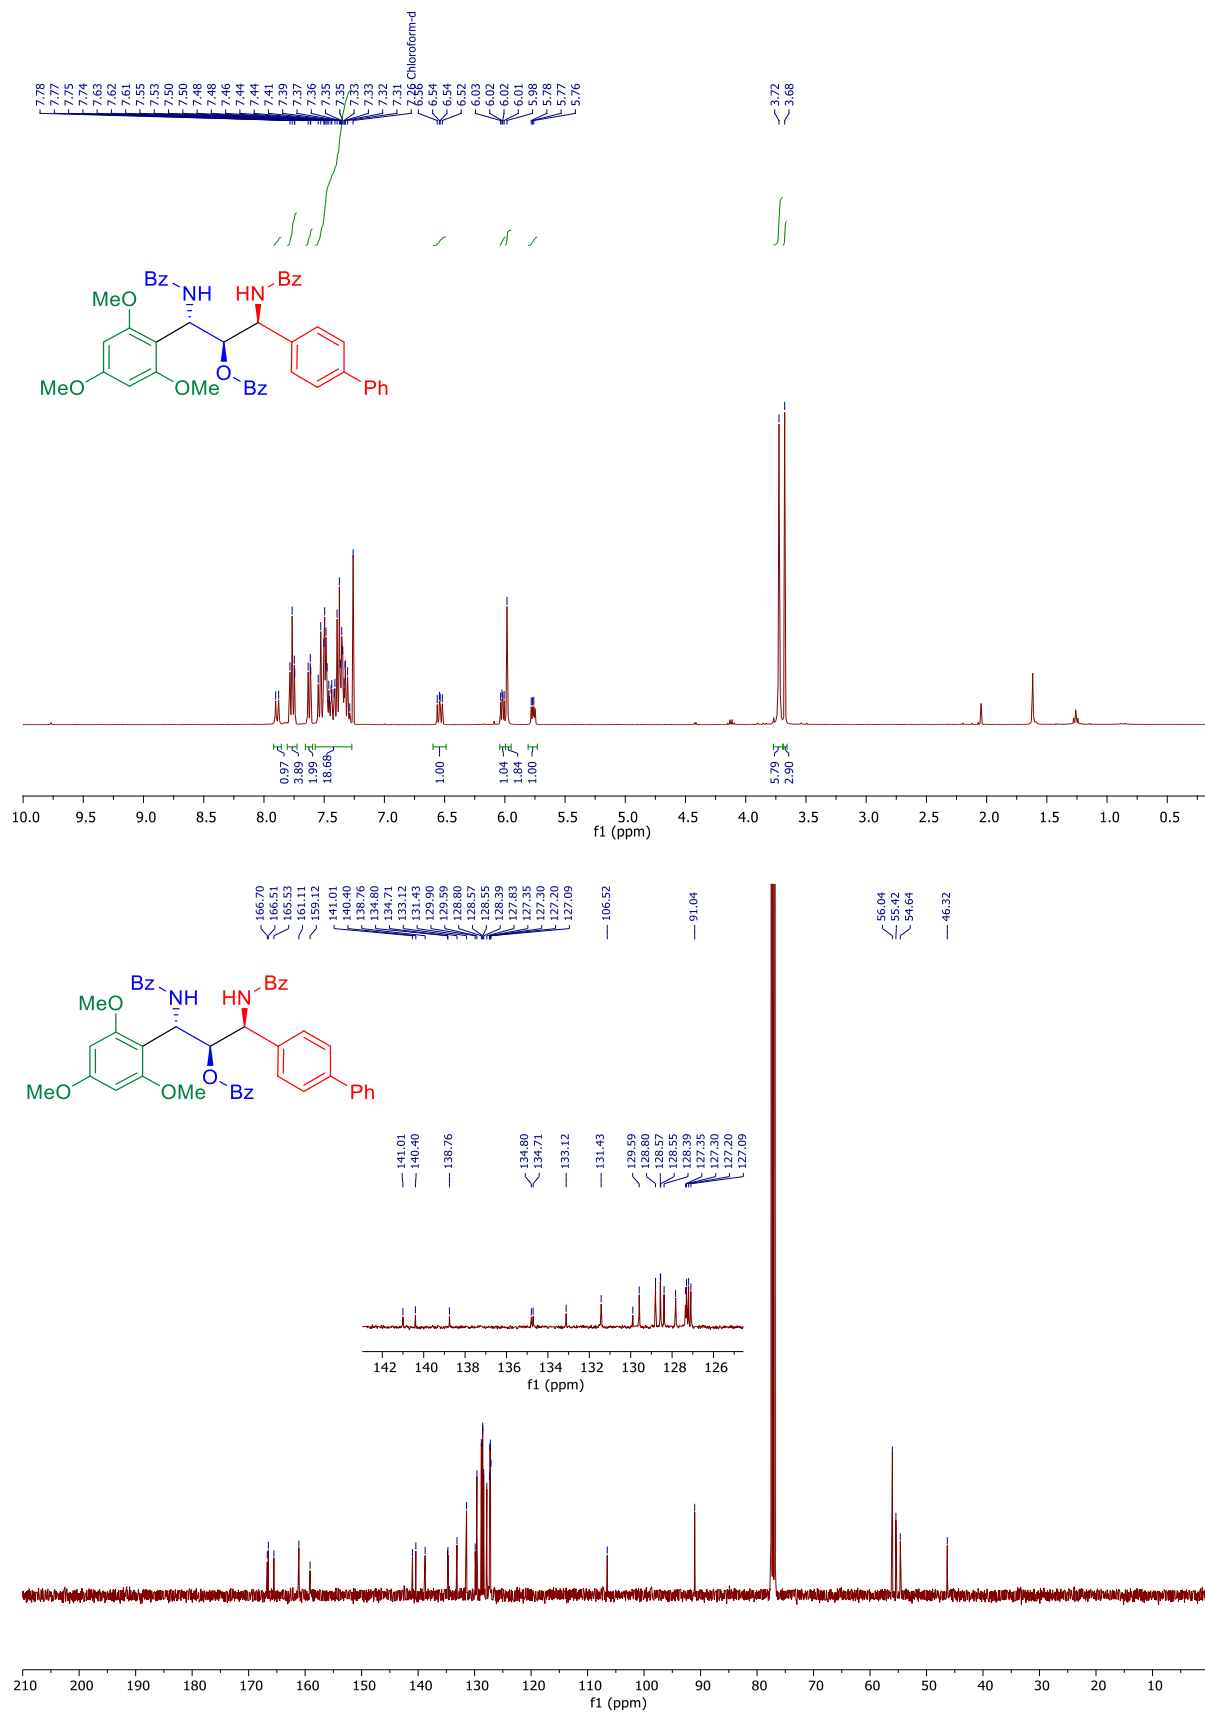 7.78 7.77 7.75 7.74 7.63 7.62 7.61 7.55 7.53 7.50 7.50 7.48 7.48 7.46 7.44 7.44 7.41 7.39 7.37 7.36 7.35 7.35 7.33 7.33 7.32 7.31 7.26 Chloroform-d 6.56 6.54 6.54 6.52 6.03 6.02 6.02 6.01 5.98 5.78 5.77 5.76 3.72 3.68
Bz NH HN Bz
MeO
MeO OMe O Bz Ph
0.97 3.89 1.99 18.68 1.00 1.04 1.84 1.00 5.79 2.90
10.0 9.5 9.0 8.5 8.0 7.5 7.0 6.5 6.0 5.5 5.0 4.5 4.0 3.5 3.0 2.5 2.0 1.5 1.0 0.5
f1 (ppm)
166.70 166.51 165.53 161.11 159.12 141.01 140.40 138.76 134.80 134.71 133.12 131.43 129.90 129.59 128.80 128.57 128.55 128.39 127.83 127.35 127.30 127.20 127.09 106.52 91.04 56.04 55.42 54.64 46.32
Bz NH HN Bz
MeO
MeO OMe O Bz Ph
141.01 140.40 138.76 134.80 134.71 133.12 131.43 129.59 128.80 128.57 128.55 128.39 127.35 127.30 127.20 127.09
142 140 138 136 134 132 130 128 126
f1 (ppm)
210 200 190 180 170 160 150 140 130 120 110 100 90 80 70 60 50 40 30 20 10
f1 (ppm)